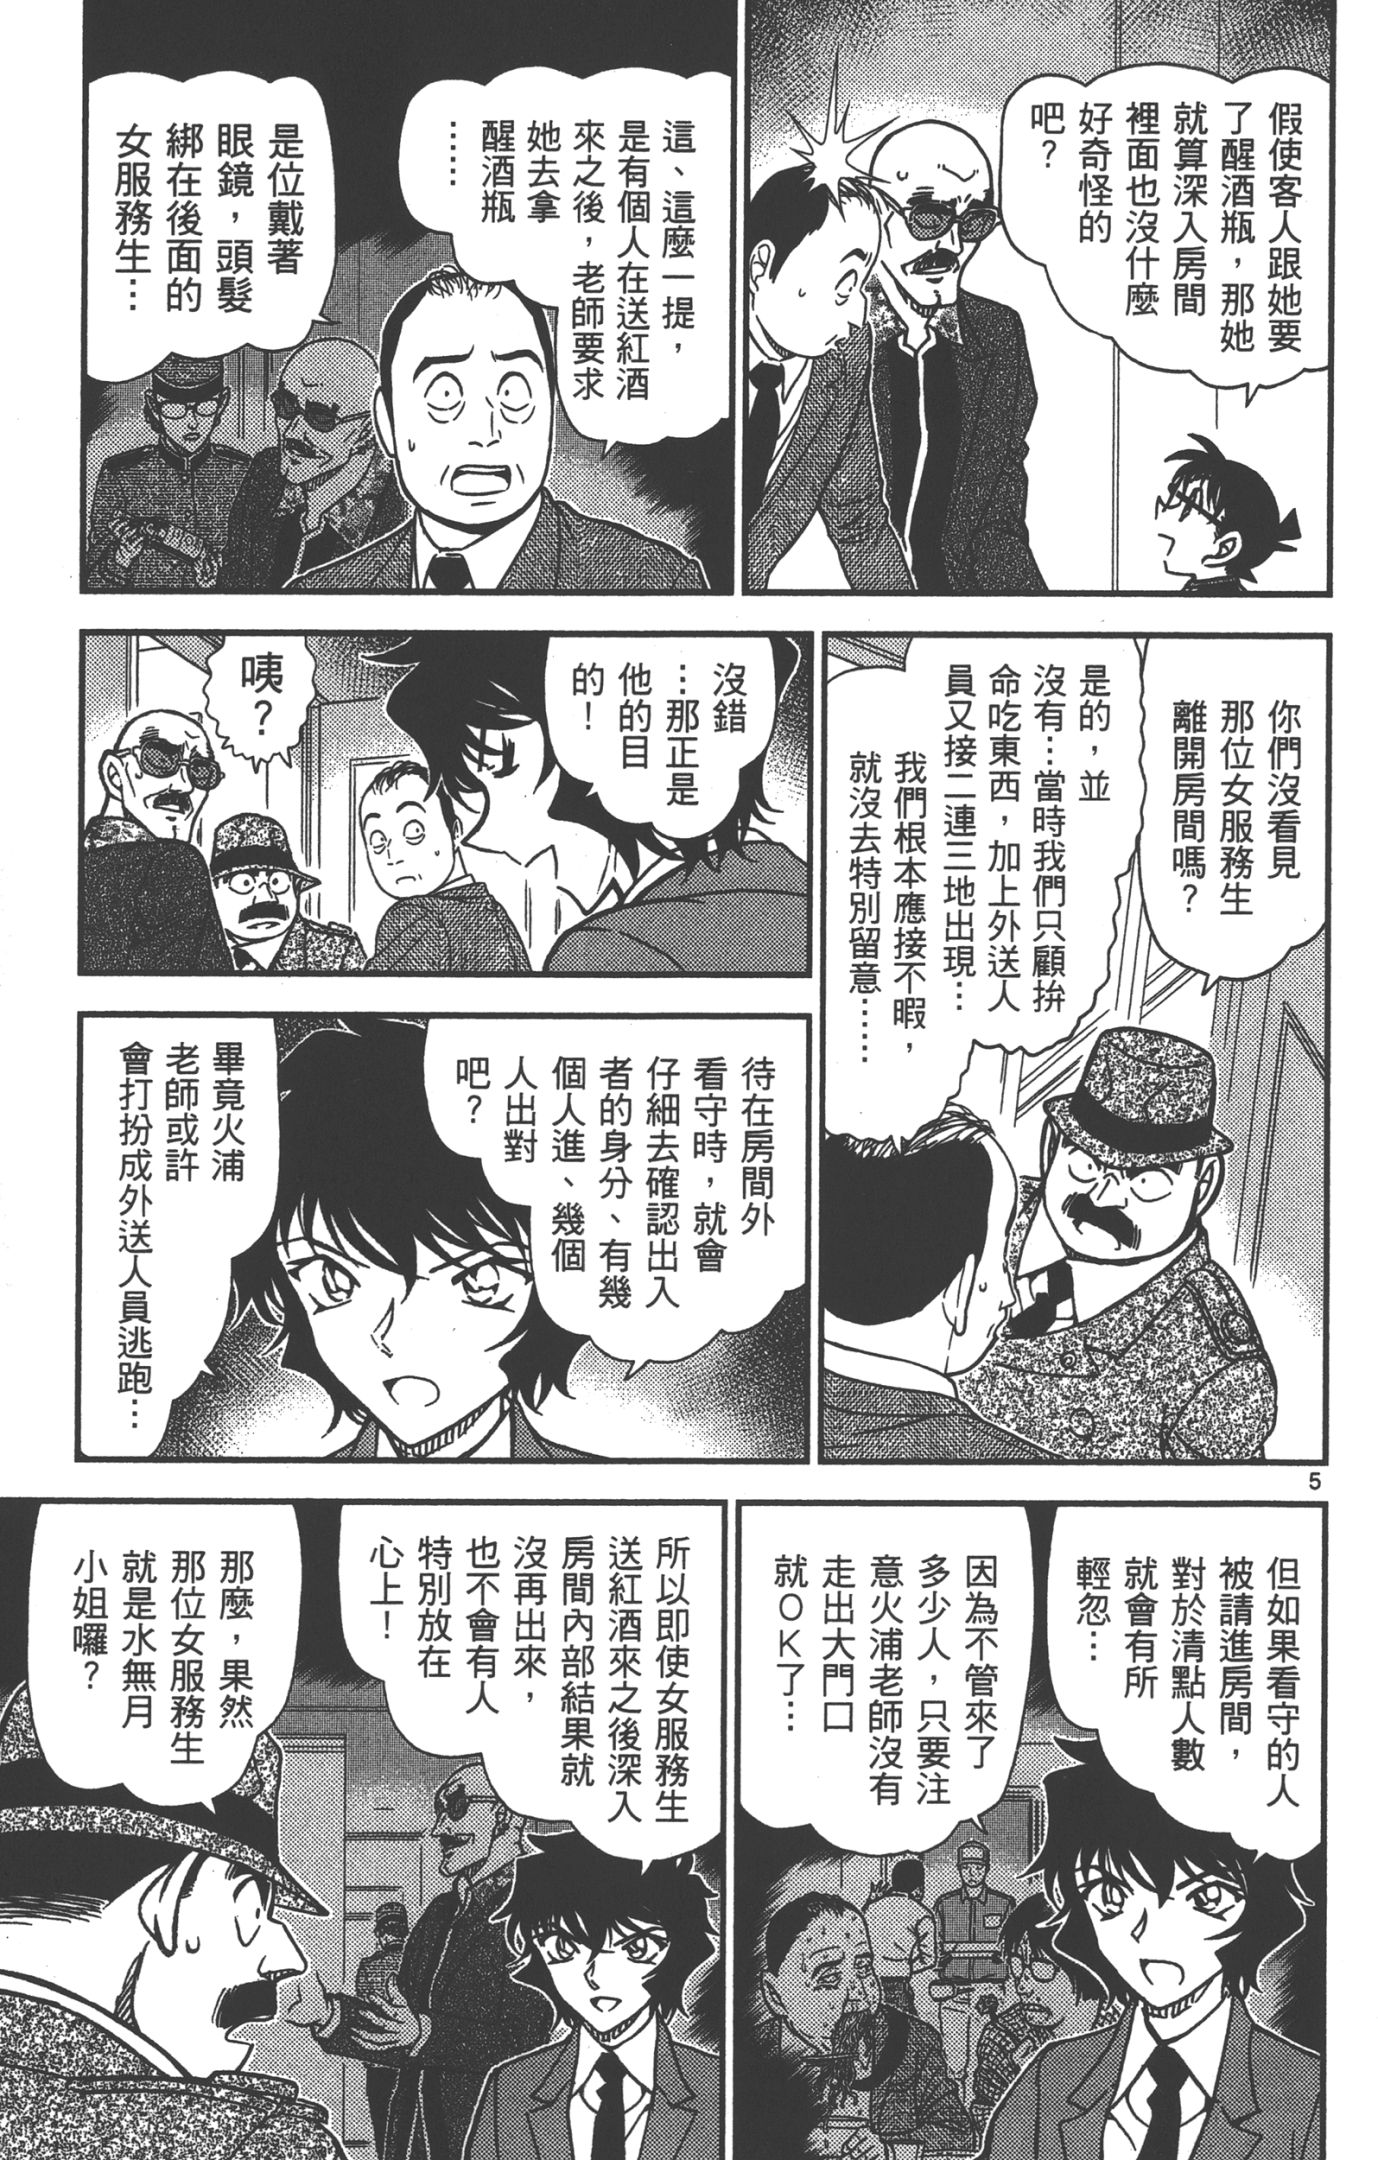 假使客人跟她要
了醒酒瓶，那她
就算深入房間
裡面也沒什麼
好奇怪的
吧？
這、這麼一提，
是有個人在送紅酒
來之後，老師要求
她去拿
醒酒瓶
……
是位戴著
眼鏡，頭髮
綁在後面的
女服務生…
你們沒看見
那位女服務生
離開房間嗎？
是的，並
沒有…當時我們只顧拚
命吃東西，加上外送人
員又接二連三地出現…
我們根本應接不暇，
就沒去特別留意……
沒錯
…那正是
他的目
的！
咦？
待在房間外
看守時，就會
仔細去確認出入
者的身分、有幾
個人進、幾個
人出對
吧？
畢竟火浦
老師或許
會打扮成外送人員逃跑…
5
但如果看守的人
被請進房間，
對於清點人數
就會有所
輕忽…
因為不管來了
多少人，只要注
意火浦老師沒有
走出大門口
就ＯＫ了…
所以即使女服務生
送紅酒來之後深入
房間內部結果就
沒再出來，
也不會有人
特別放在
心上！
那麼，果然
那位女服務生
就是水無月
小姐囉？